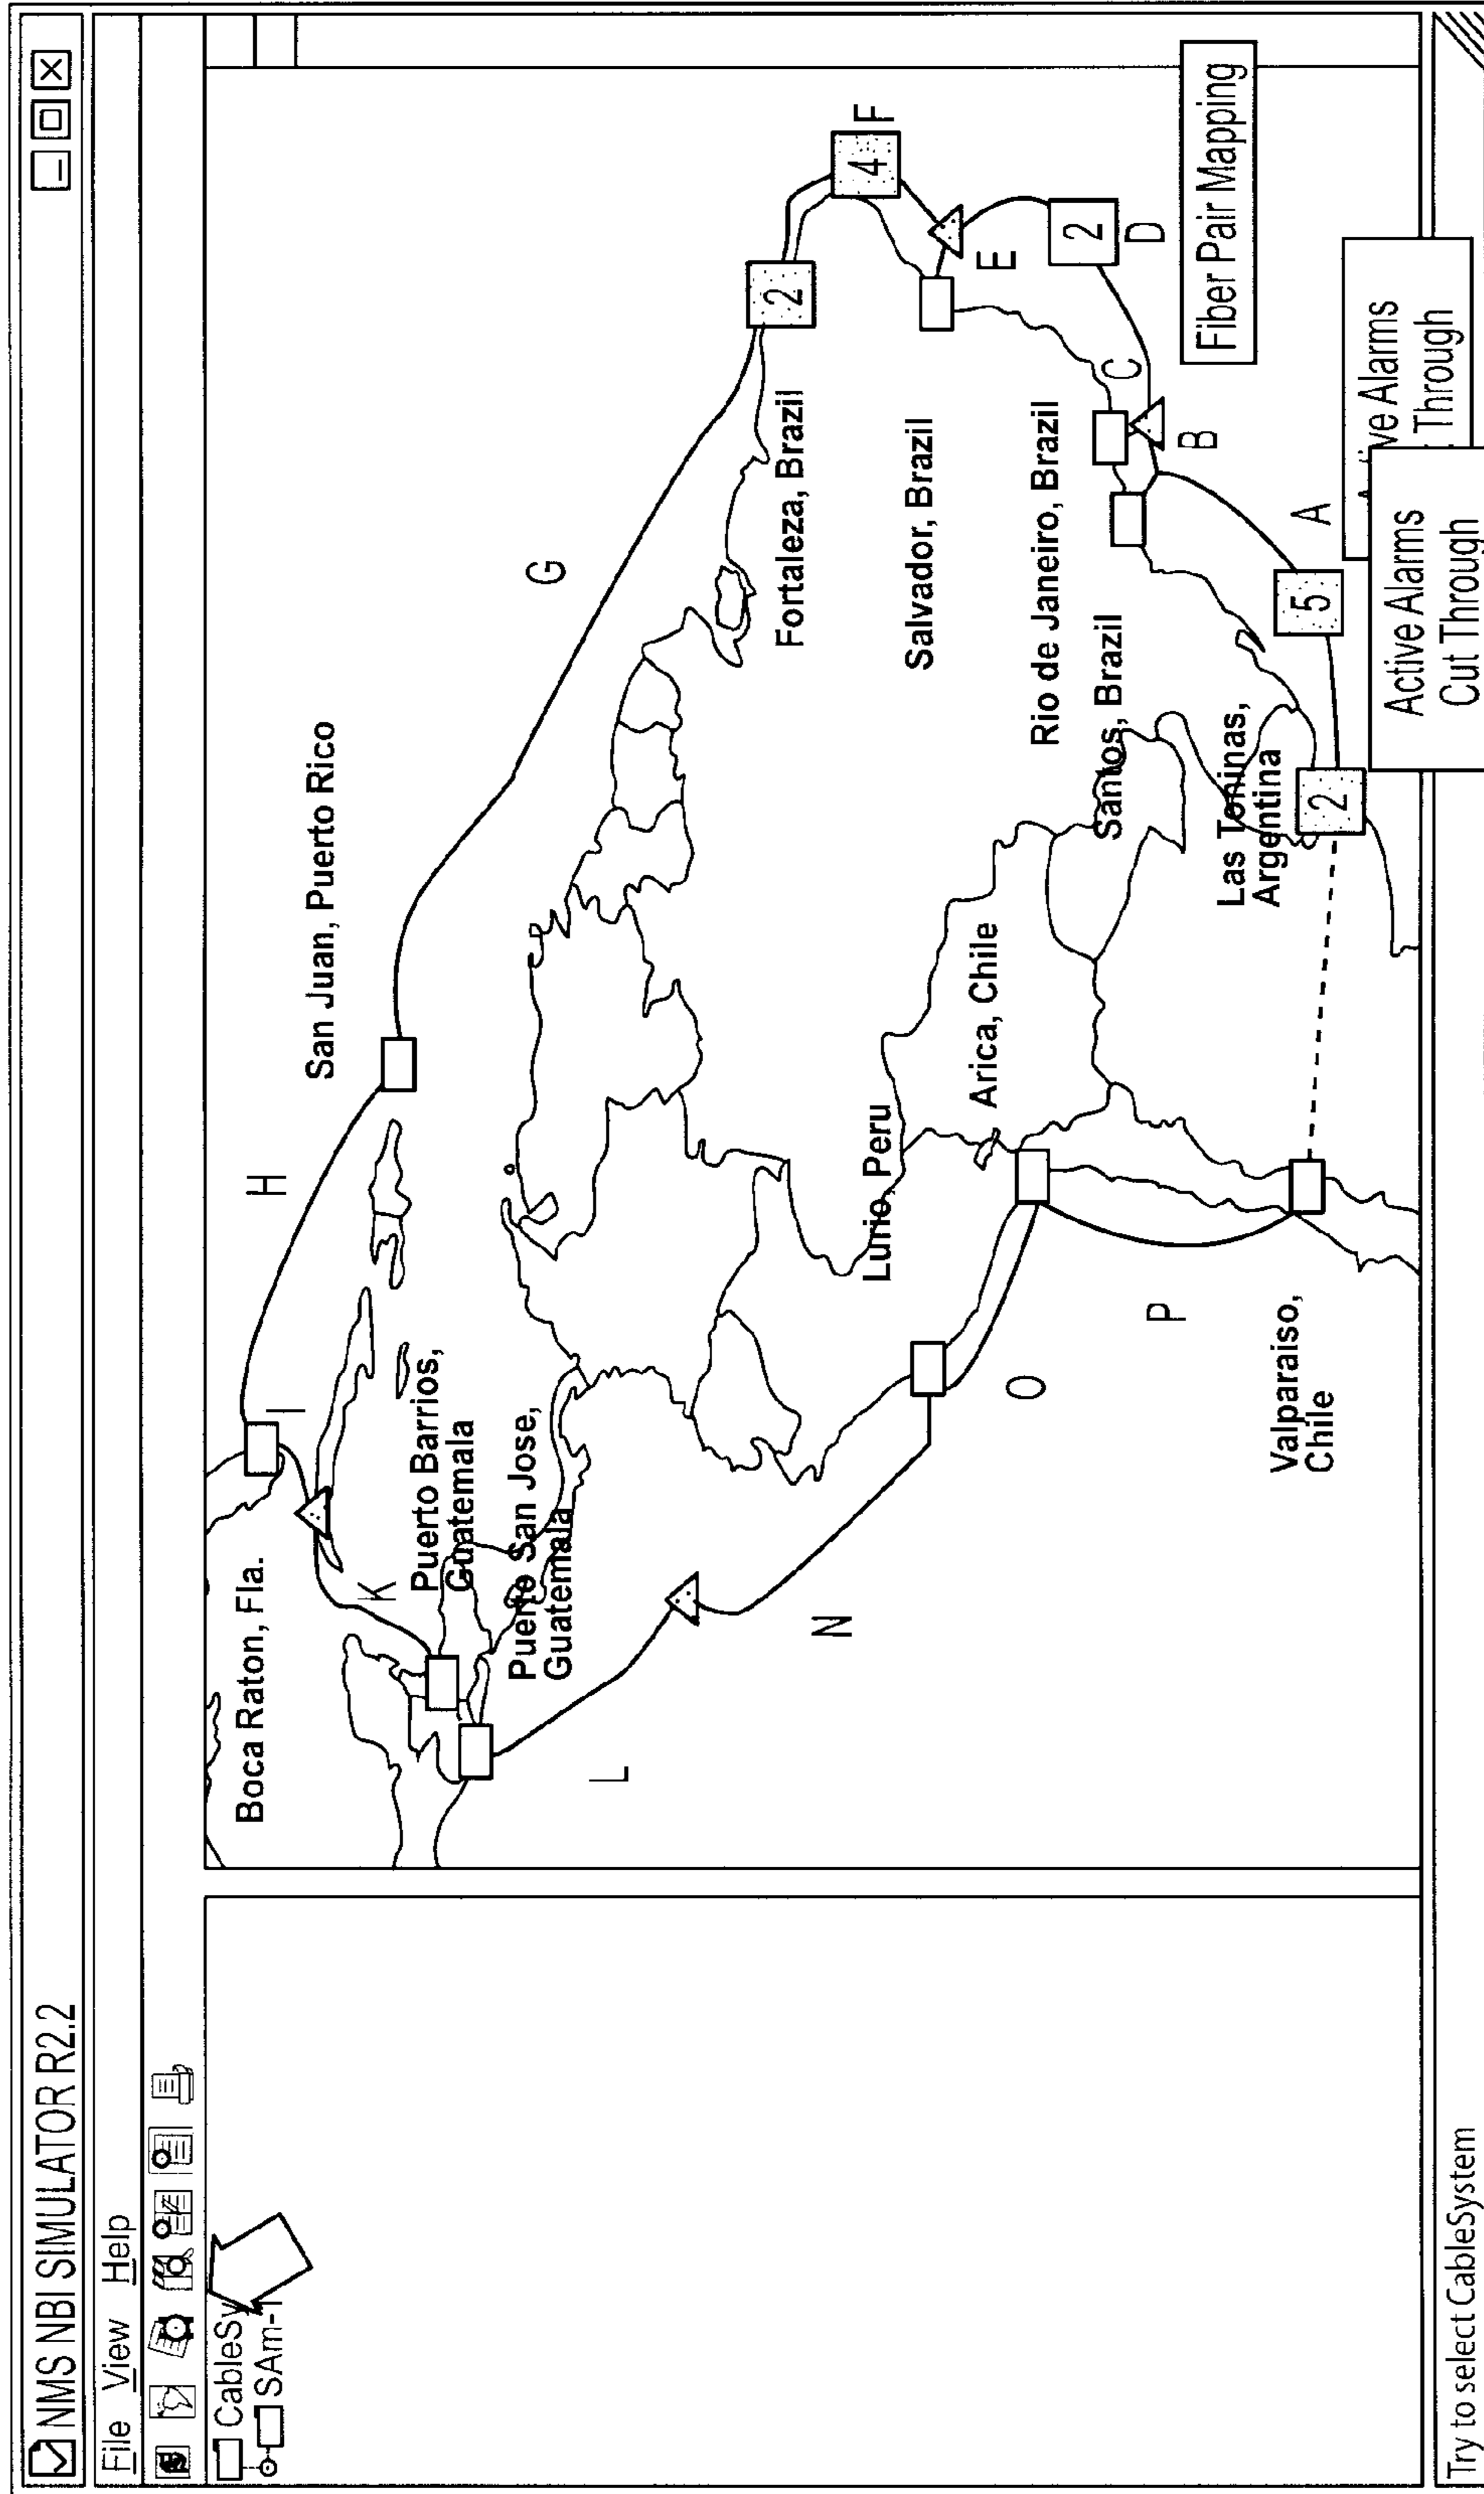 NMS NBI SIMULATOR R2.2
File View Help
CableSy
SAm-1
Boca Raton, Fla.
I
H
San Juan, Puerto Rico
K
Puerto Barrios,
Guatemala
Puerto San Jose,
Guatemala
L
G
2
4
F
Fortaleza, Brazil
Salvador, Brazil
E
2
D
Rio de Janeiro, Brazil
C
B
Santos, Brazil
Lurie, Peru
Arica, Chile
N
O
P
Las Toninas,
Argentina
Valparaiso,
Chile
A
5
2
Fiber Pair Mapping
ve Alarms
Through
Active Alarms
Cut Through
Try to select CableSystem